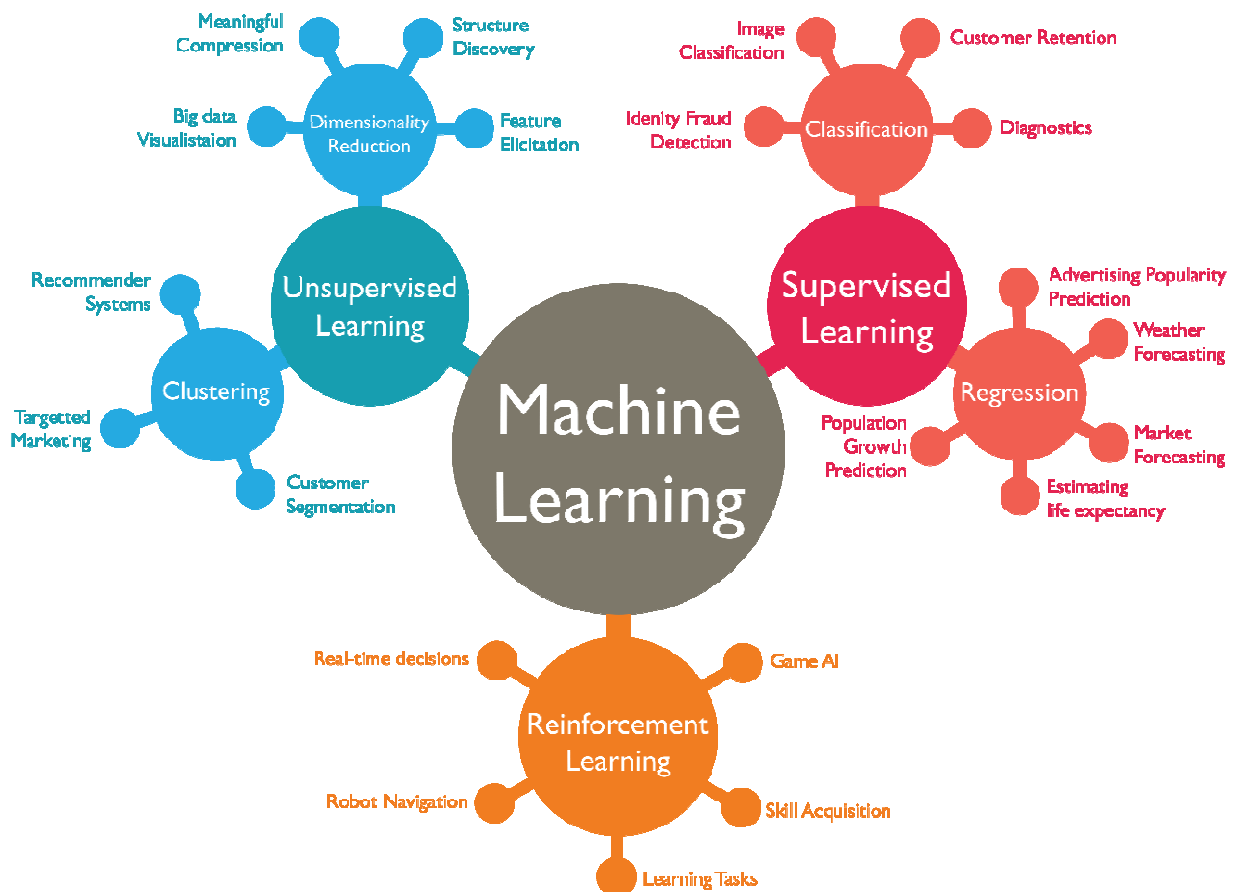 Meaningful
Compression
Structure
Discovery
Big data
Visualistaion
Dimensionality
Reduction
Feature
Elicitation
Unsupervised
Learning
Recommender
Systems
Clustering
Targetted
Marketing
Customer
Segmentation
Machine
Learning
Image
Classification
Customer Retention
Idenity Fraud
Detection
Classification
Diagnostics
Supervised
Learning
Advertising Popularity
Prediction
Weather
Forecasting
Regression
Population
Growth
Prediction
Market
Forecasting
Estimating
life expectancy
Real-time decisions
Game AI
Reinforcement
Learning
Robot Navigation
Skill Acquisition
Learning Tasks